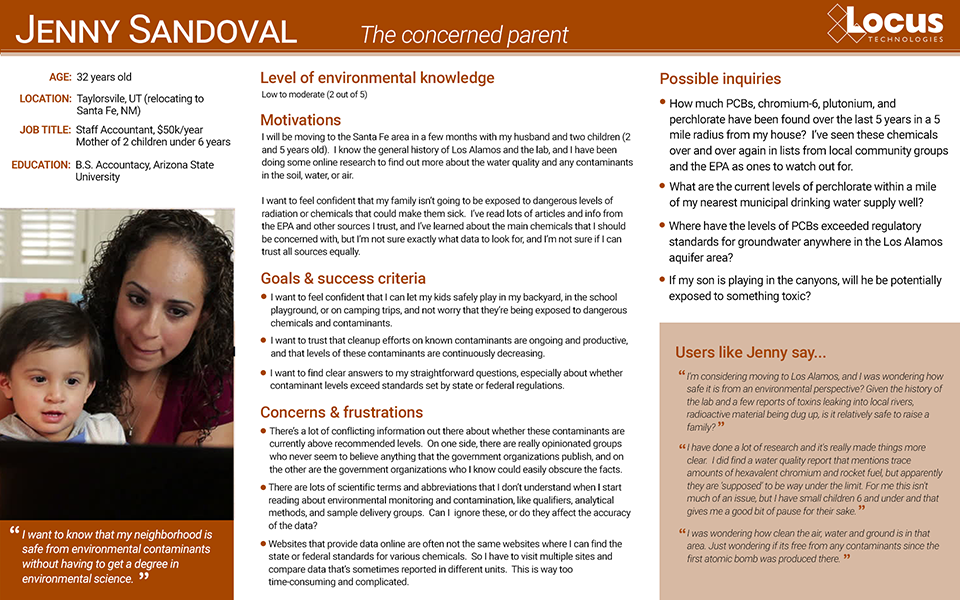 JENNY SANDOVAL
The concerned parent
Locus
TECHNOLOGIES
AGE: 32 years old
LOCATION: Taylorsvile, UT (relocating to
Santa Fe, NM)
JOB TITLE: Staff Accountant, $50k/year
Mother of 2 children under 6 years
EDUCATION: B.S. Accountacy, Arizona State
University
“ I want to know that my neighborhood is
safe from environmental contaminants
without having to get a degree in
environmental science. ”
Level of environmental knowledge
Low to moderate (2 out of 5)
Motivations
I will be moving to the Santa Fe area in a few months with my husband and two children (2
and 5 years old). I know the general history of Los Alamos and the lab, and I have been
doing some online research to find out more about the water quality and any contaminants
in the soil, water, or air.
I want to feel confident that my family isn’t going to be exposed to dangerous levels of
radiation or chemicals that could make them sick. I’ve read lots of articles and info from
the EPA and other sources I trust, and I’ve learned about the main chemicals that I should
be concerned with, but I’m not sure exactly what data to look for, and I’m not sure if I can
trust all sources equally.
Goals & success criteria
• I want to feel confident that I can let my kids safely play in my backyard, in the school
playground, or on camping trips, and not worry that they’re being exposed to dangerous
chemicals and contaminants.
• I want to trust that cleanup efforts on known contaminants are ongoing and productive,
and that levels of these contaminants are continuously decreasing.
• I want to find clear answers to my straightforward questions, especially about whether
contaminant levels exceed standards set by state or federal regulations.
Concerns & frustrations
• There’s a lot of conflicting information out there about whether these contaminants are
currently above recommended levels. On one side, there are really opinionated groups
who never seem to believe anything that the government organizations publish, and on
the other are the government organizations who I know could easily obscure the facts.
• There are lots of scientific terms and abbreviations that I don’t understand when I start
reading about environmental monitoring and contamination, like qualifiers, analytical
methods, and sample delivery groups. Can I ignore these, or do they affect the accuracy
of the data?
• Websites that provide data online are often not the same websites where I can find the
state or federal standards for various chemicals. So I have to visit multiple sites and
compare data that’s sometimes reported in different units. This is way too
time-consuming and complicated.
Possible inquiries
• How much PCBs, chromium-6, plutonium, and
perchlorate have been found over the last 5 years in a 5
mile radius from my house? I’ve seen these chemicals
over and over again in lists from local community groups
and the EPA as ones to watch out for.
• What are the current levels of perchlorate within a mile
of my nearest municipal drinking water supply well?
• Where have the levels of PCBs exceeded regulatory
standards for groundwater anywhere in the Los Alamos
aquifer area?
• If my son is playing in the canyons, will he be potentially
exposed to something toxic?
Users like Jenny say...
“ I’m considering moving to Los Alamos, and I was wondering how
safe it is from an environmental perspective? Given the history of
the lab and a few reports of toxins leaking into local rivers,
radioactive material being dug up, is it relatively safe to raise a
family? ”
“ I have done a lot of research and it’s really made things more
clear. I did find a water quality report that mentions trace
amounts of hexavalent chromium and rocket fuel, but apparently
they are ‘supposed’ to be way under the limit. For me this isn’t
much of an issue, but I have small children 6 and under and that
gives me a good bit of pause for their sake. ”
“ I was wondering how clean the air, water and ground is in that
area. Just wondering if its free from any contaminants since the
first atomic bomb was produced there. ”